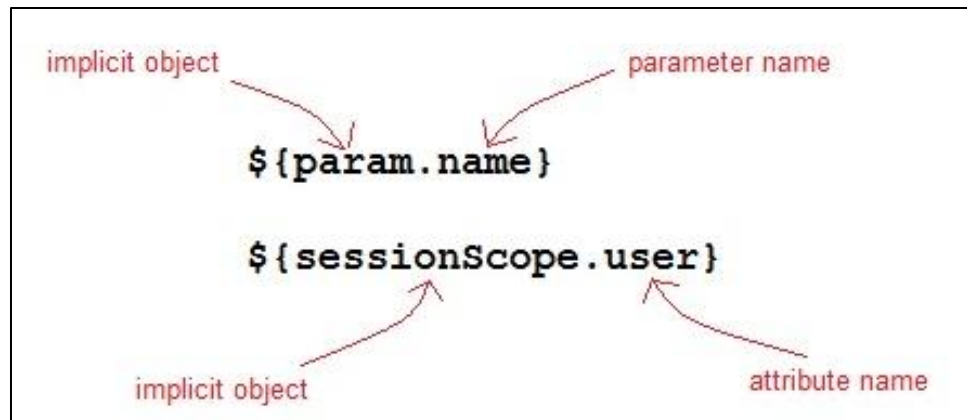 implicit object parameter name
${param.name}
${sessionScope.user}
implicit object attribute name